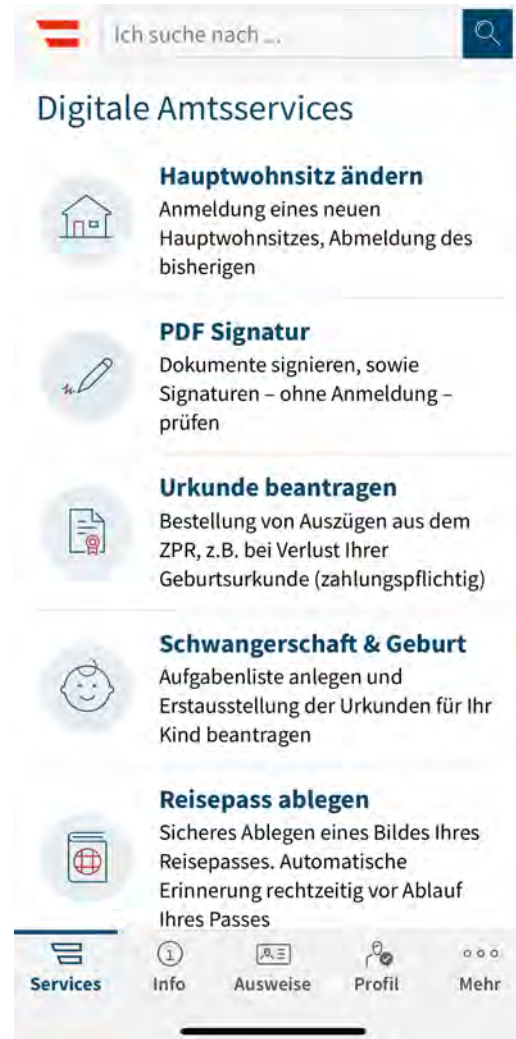 Ich suche nach ...
Digitale Amtsservices
Hauptwohnsitz ändern
Anmeldung eines neuen
Hauptwohnsitzes, Abmeldung des
bisherigen
PDF Signatur
Dokumente signieren, sowie
Signaturen – ohne Anmeldung –
prüfen
Urkunde beantragen
Bestellung von Auszügen aus dem
ZPR, z.B. bei Verlust Ihrer
Geburtsurkunde (zahlungspflichtig)
Schwangerschaft & Geburt
Aufgabenliste anlegen und
Erstausstellung der Urkunden für Ihr
Kind beantragen
Reisepass ablegen
Sicheres Ablegen eines Bildes Ihres
Reisepasses. Automatische
Erinnerung rechtzeitig vor Ablauf
Ihres Passes
Services Info Ausweise Profil Mehr